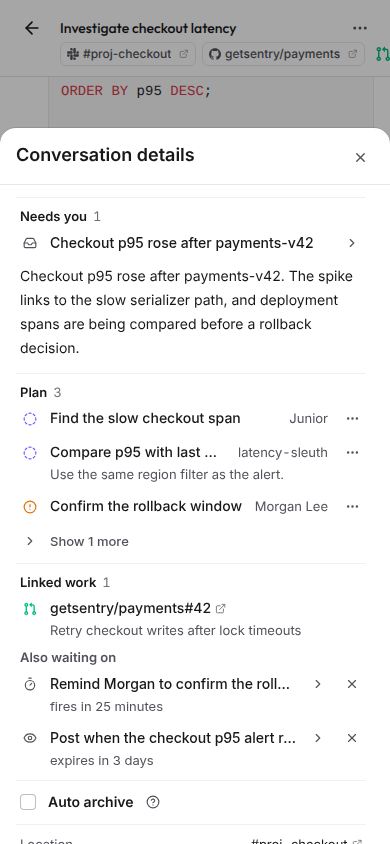 Investigate checkout latency
#proj-checkout
getsentry/payments
ORDER BY p95 DESC;
Conversation details
Needs you 1
Checkout p95 rose after payments-v42
Checkout p95 rose after payments-v42. The spike
links to the slow serializer path, and deployment
spans are being compared before a rollback
decision.
Plan 3
Find the slow checkout span Junior
Compare p95 with last ... latency-sleuth
Use the same region filter as the alert.
Confirm the rollback window Morgan Lee
Show 1 more
Linked work 1
getsentry/payments#42
Retry checkout writes after lock timeouts
Also waiting on
Remind Morgan to confirm the roll...
fires in 25 minutes
Post when the checkout p95 alert r...
expires in 3 days
Auto archive
Location #proj-checkout